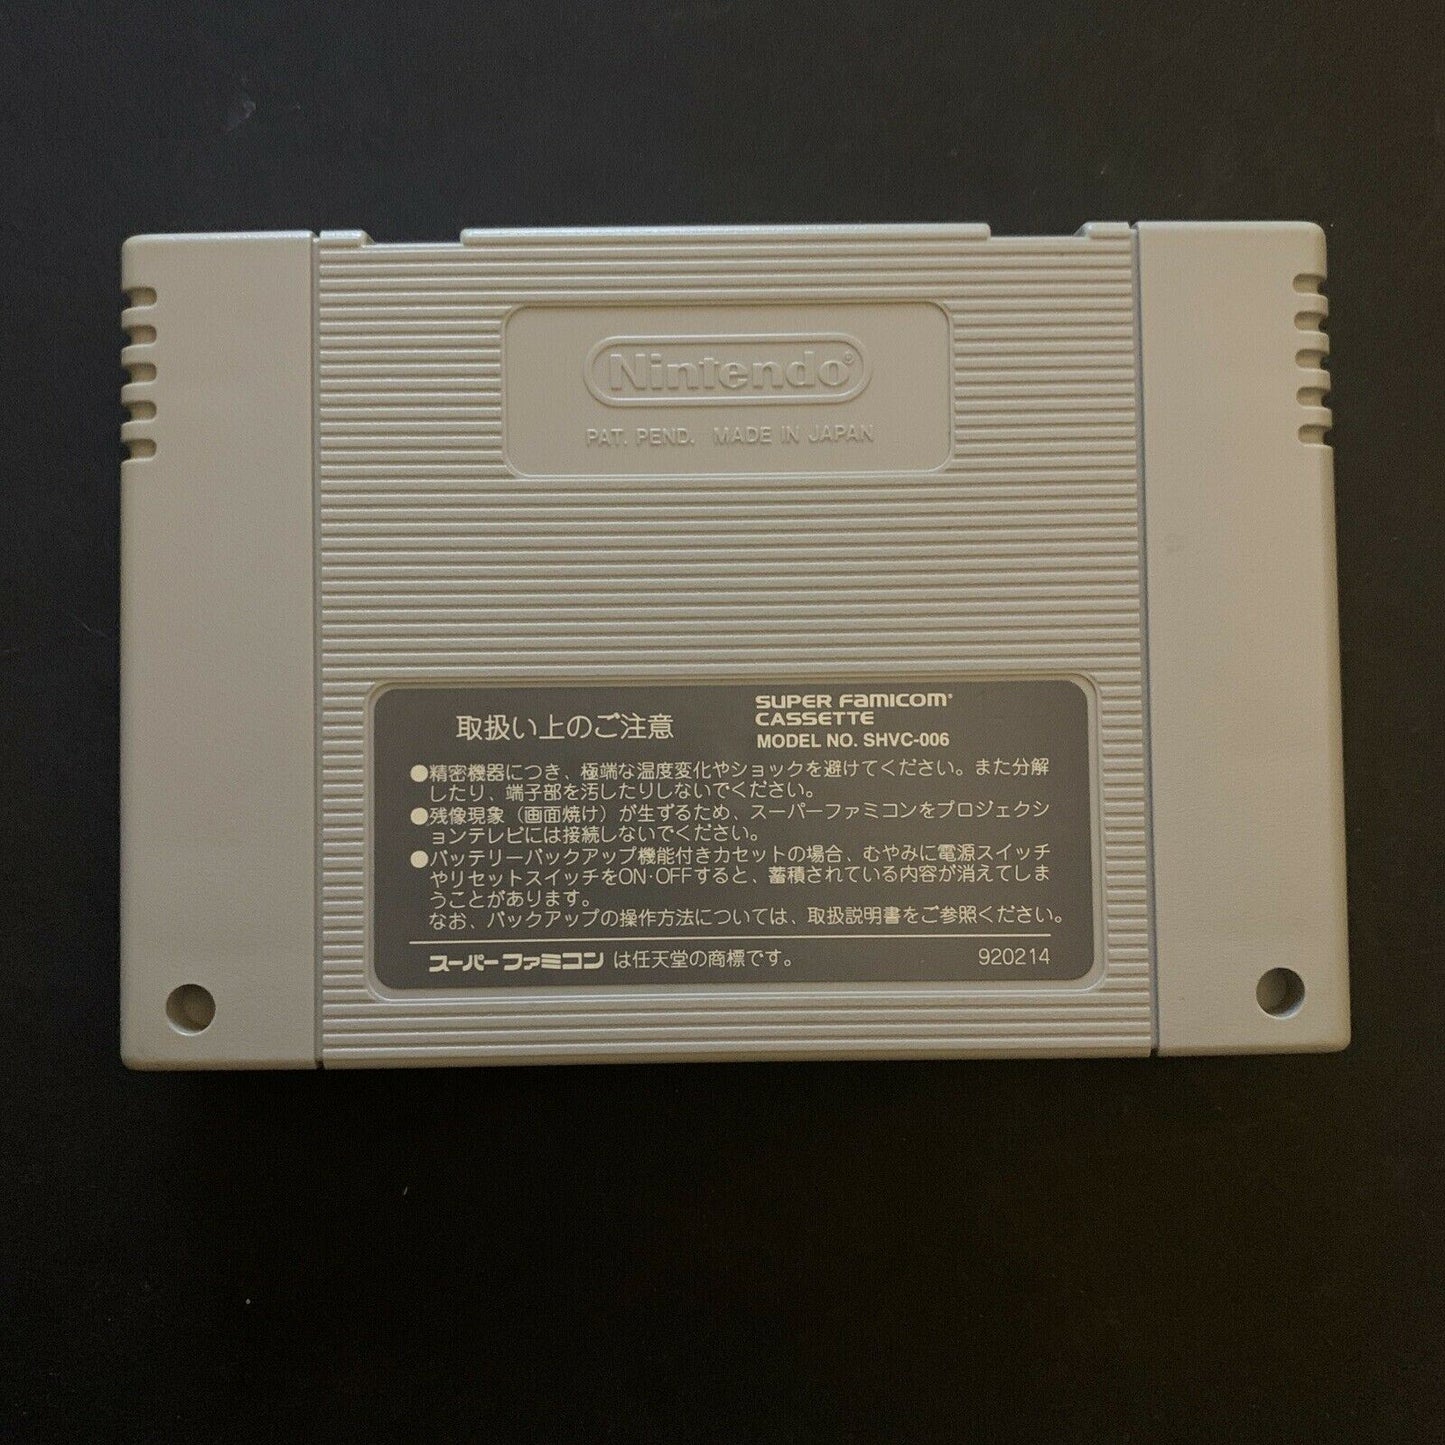 Nintendo®
PAT. PEND. MADE IN JAPAN
取扱い上のご注意
SUPER FAMICOM
CASSETTE
MODEL NO. SHVC-006
●精密機器につき、極端な温度変化やショックを避けてください。また分解
したり、端子部を汚したりしないでください。
●残像現象（画面焼け）が生ずるため、スーパーファミコンをプロジェクシ
ョンテレビには接続しないでください。
●バッテリーバックアップ機能付きカセットの場合、むやみに電源スイッチ
やリセットスイッチをON·OFFすると、蓄積されている内容が消えてしま
うことがあります。
なお、バックアップの操作方法については、取扱説明書をご参照ください。
スーパーファミコンは任天堂の商標です。 920214